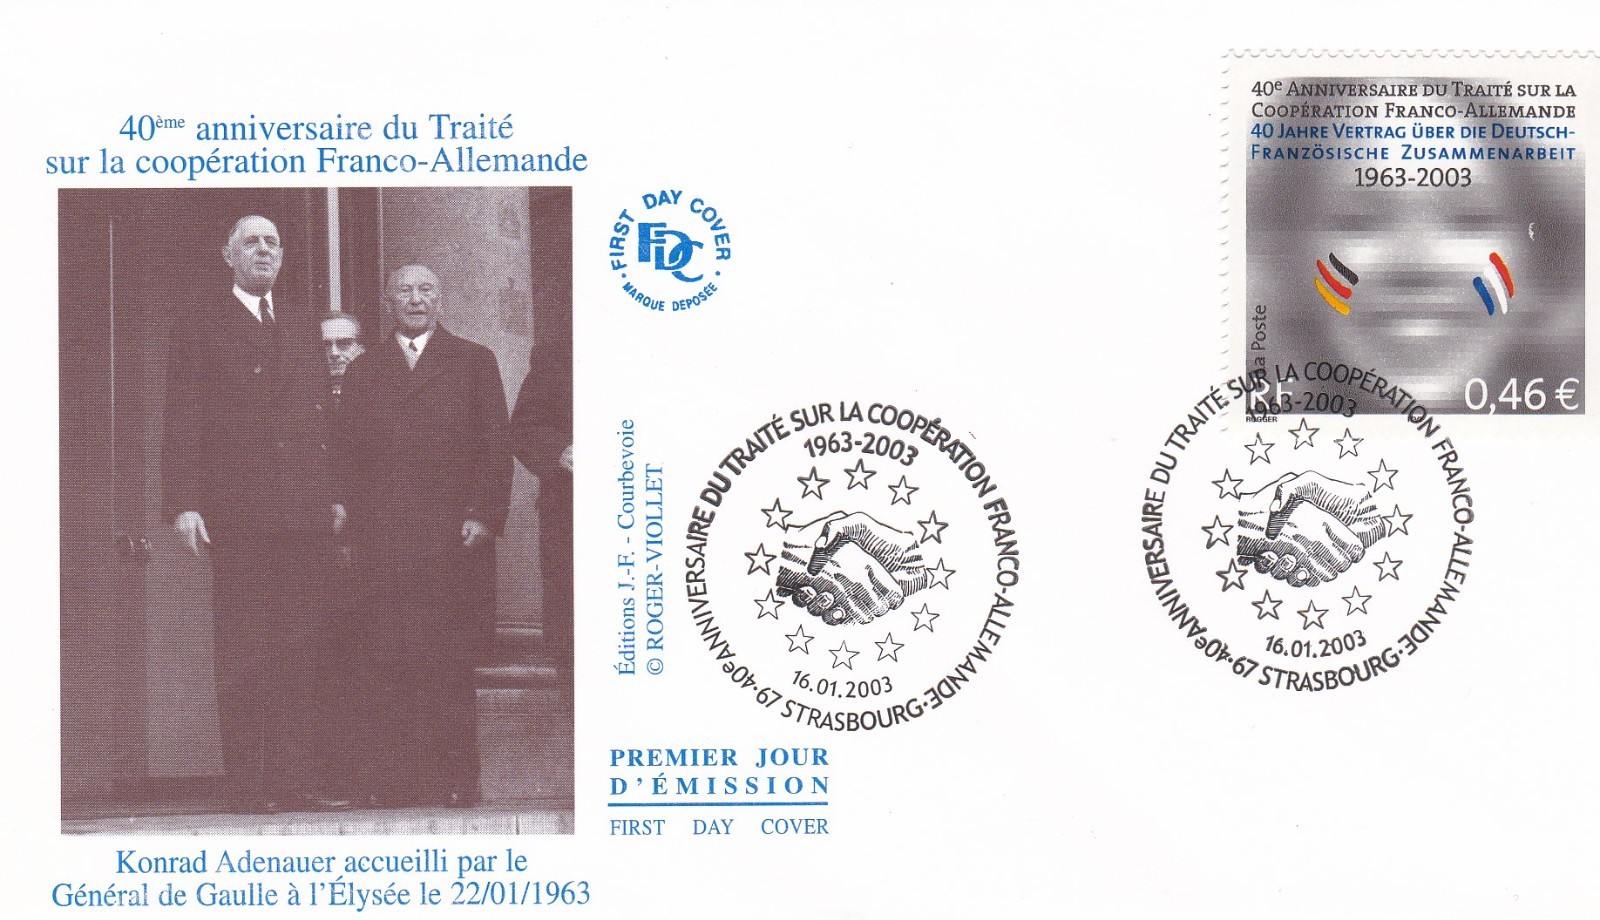 40ème anniversaire du Traité
sur la coopération Franco-Allemande
Konrad Adenauer accueilli par le
Général de Gaulle à l'Élysée le 22/01/1963
FIRST DAY COVER
FDC
MARQUE DEPOSÉE
Éditions J.-F. - Courbevoie
© ROGER-VIOLLET
PREMIER JOUR
D'ÉMISSION
FIRST DAY COVER
40e ANNIVERSAIRE DU TRAITÉ SUR LA COOPÉRATION FRANCO-ALLEMANDE
1963-2003
16.01.2003
67 STRASBOURG
40e ANNIVERSAIRE DU TRAITÉ SUR LA
COOPÉRATION FRANCO-ALLEMANDE
40 JAHRE VERTRAG ÜBER DIE DEUTSCH-
FRANZÖSISCHE ZUSAMMENARBEIT
1963-2003
La Poste
RF
0,46 €
ROGGER
40e ANNIVERSAIRE DU TRAITÉ SUR LA COOPÉRATION FRANCO-ALLEMANDE
1963-2003
16.01.2003
67 STRASBOURG